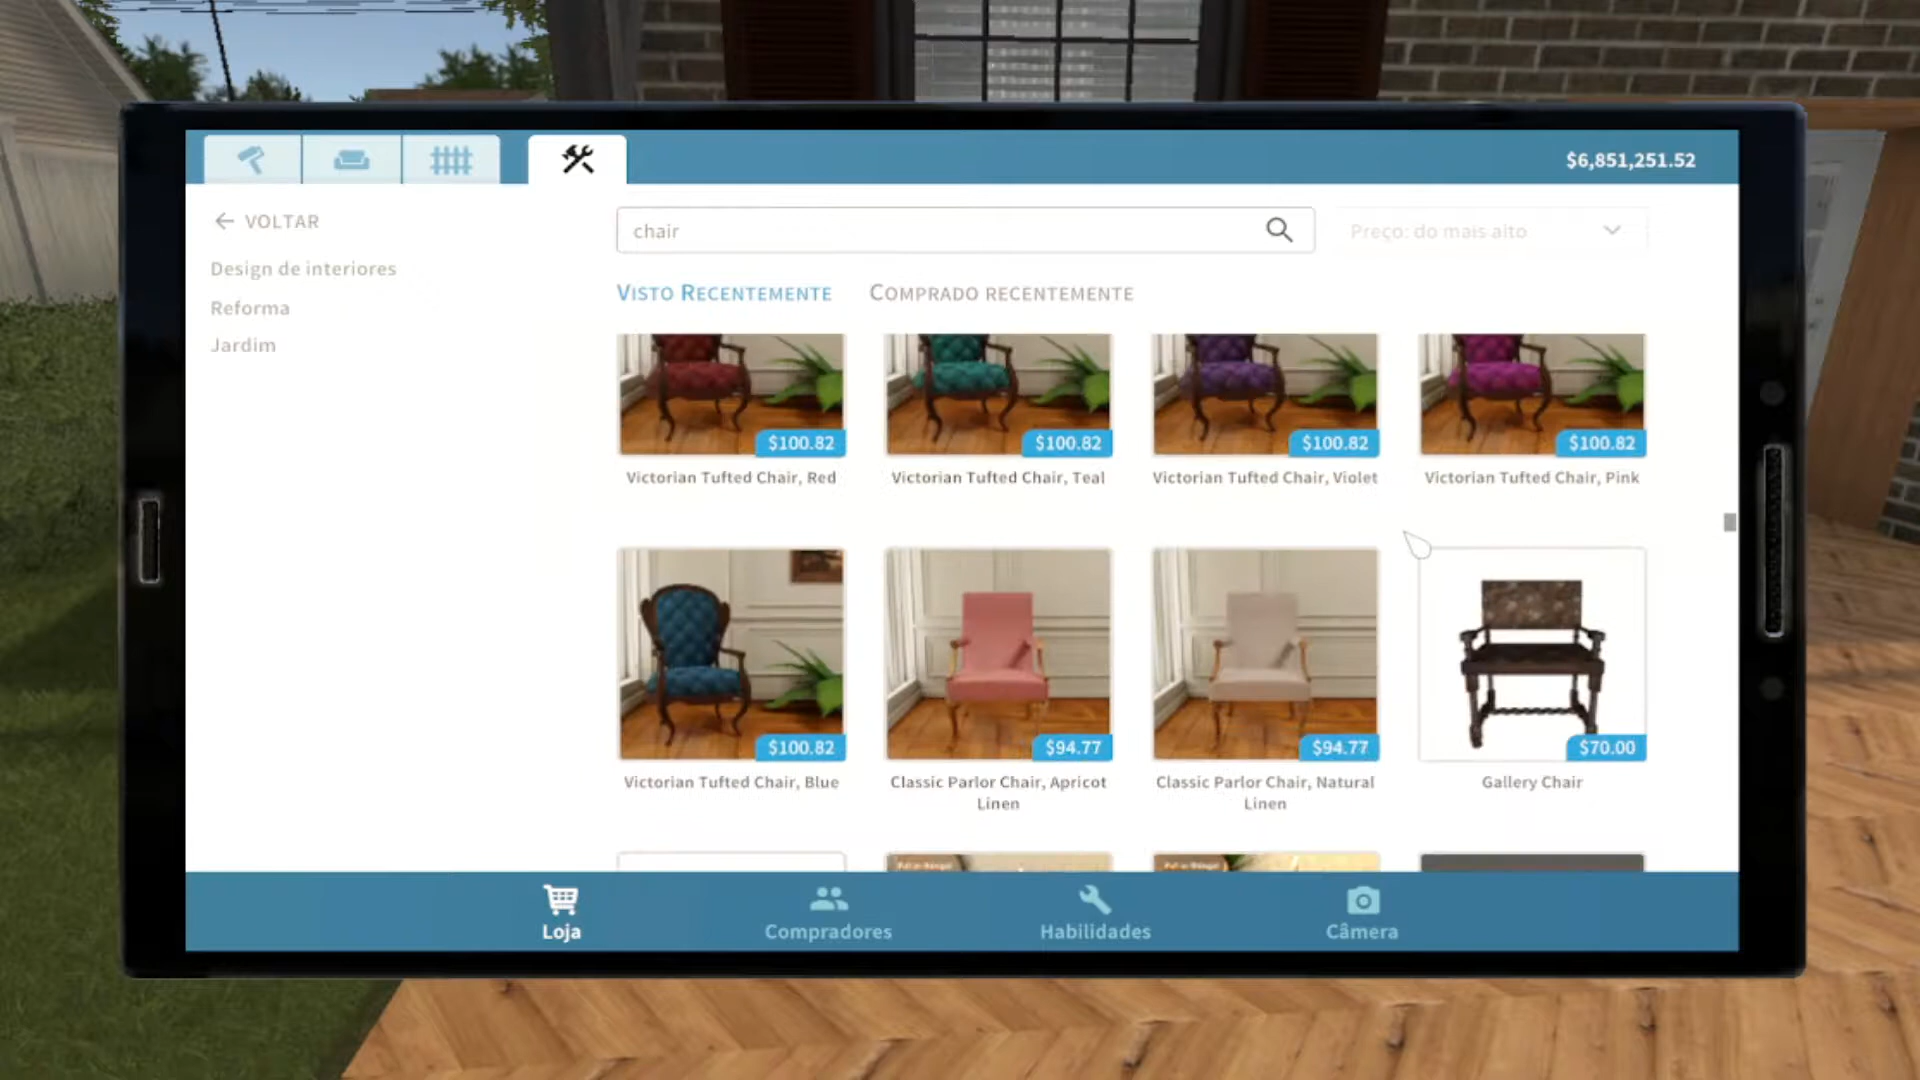 $6,851,251.52
VOLTAR
Design de interiores
Reforma
Jardim
chair
Preço: do mais alto
VISTO RECENTEMENTE
COMPRADO RECENTEMENTE
$100.82
$100.82
$100.82
$100.82
Victorian Tufted Chair, Red
Victorian Tufted Chair, Teal
Victorian Tufted Chair, Violet
Victorian Tufted Chair, Pink
$100.82
$94.77
$94.77
$70.00
Victorian Tufted Chair, Blue
Classic Parlor Chair, Apricot
Linen
Classic Parlor Chair, Natural
Linen
Gallery Chair
Loja
Compradores
Habilidades
Câmera